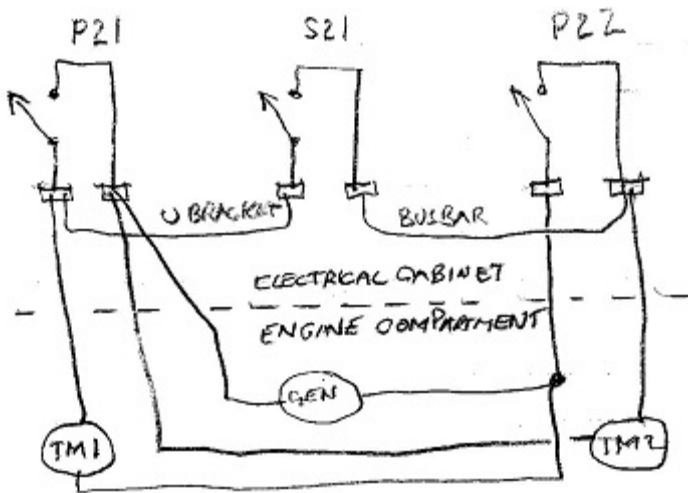 P21 S21 P22
U BRACKET BUSBAR
ELECTRICAL CABINET
ENGINE COMPARTMENT
GEN
TM1 TM2